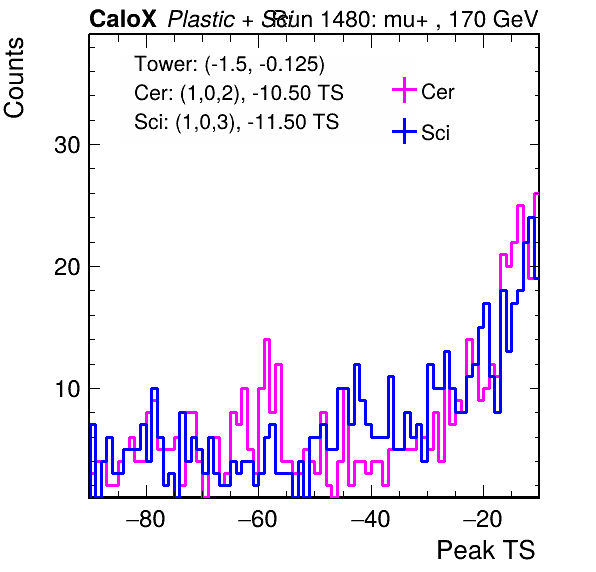 CaloX Plastic + Sci Run 1480: mu+ , 170 GeV
Counts
Tower: (-1.5, -0.125)
Cer: (1,0,2), -10.50 TS
Sci: (1,0,3), -11.50 TS
Cer
Sci
30
20
10
−80 −60 −40 −20
Peak TS